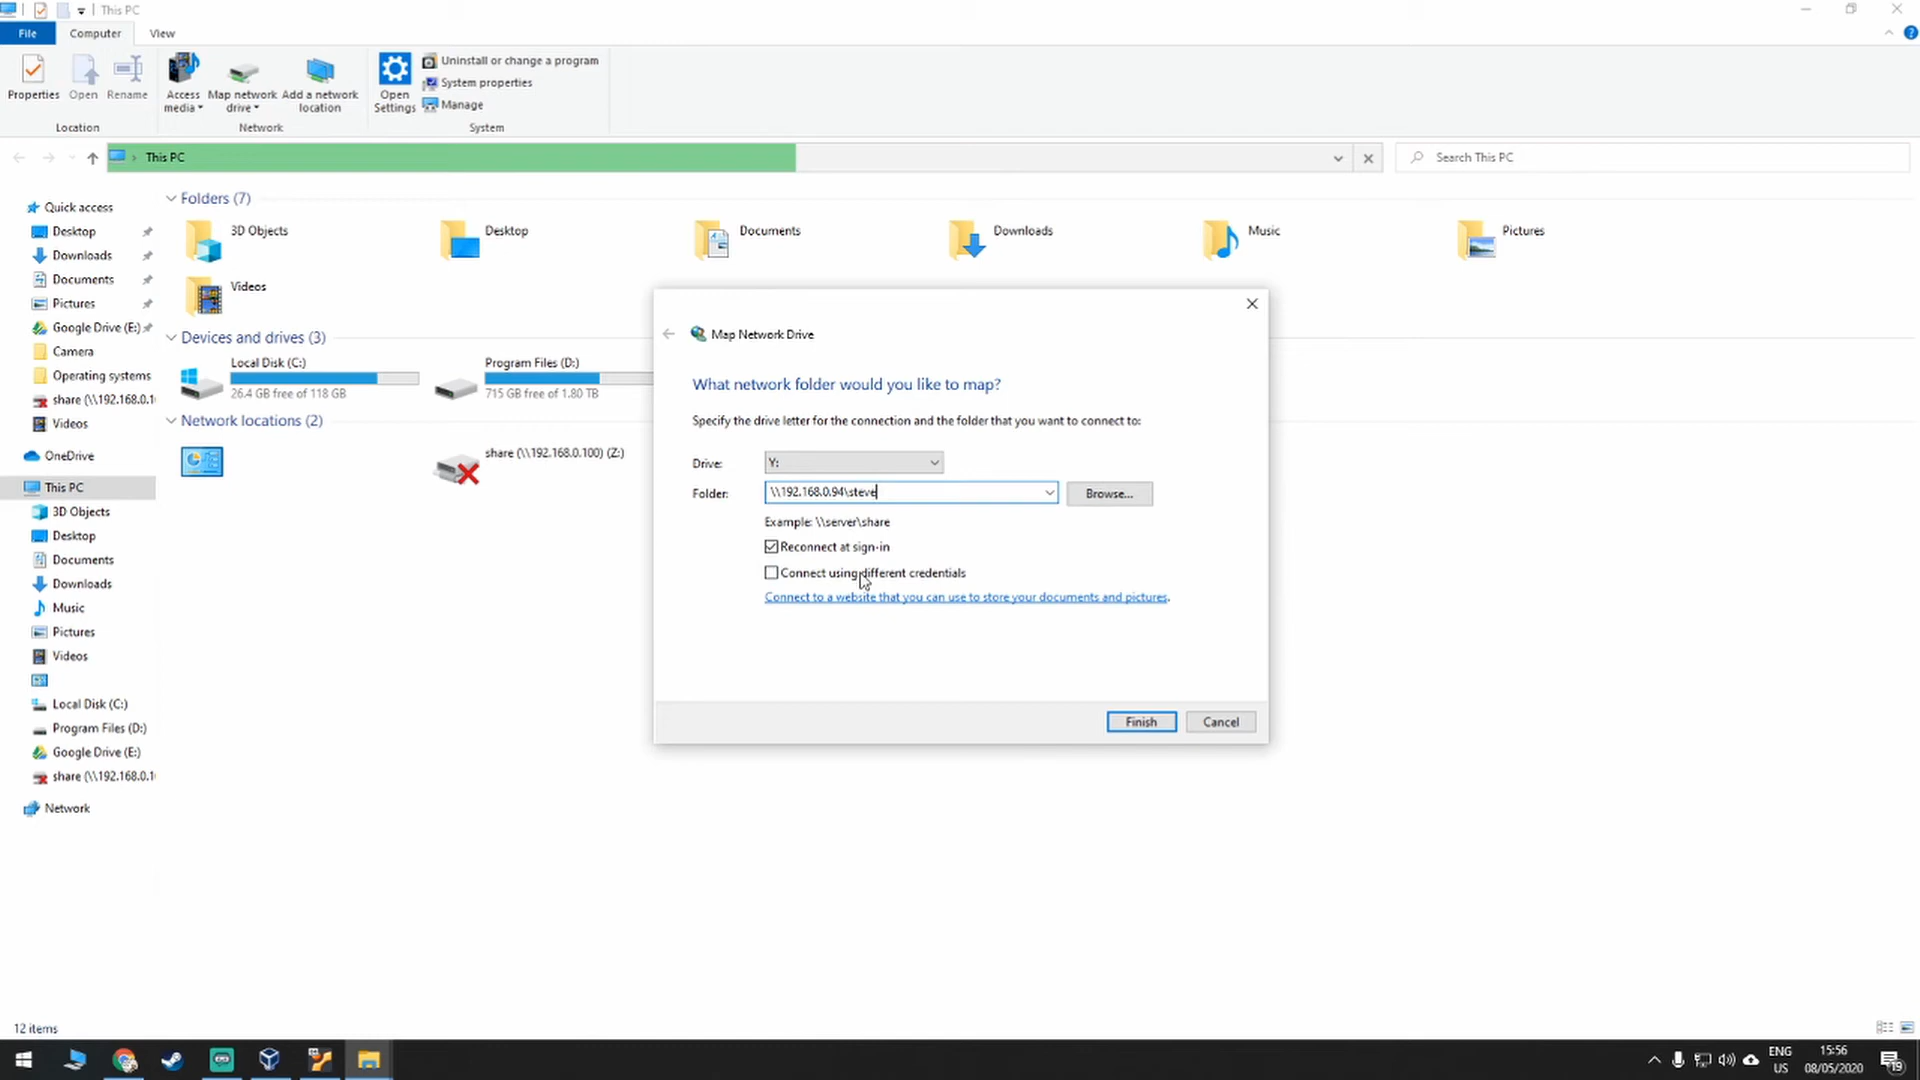 This PC
File
Computer
View
Properties
Open
Rename
Access media
Map network drive
Add a network location
Open Settings
Uninstall or change a program
System properties
Manage
Location
Network
System
This PC
Search This PC
Quick access
Desktop
Downloads
Documents
Pictures
Google Drive (E:)
Camera
Operating systems
share (\\192.168.0.10
Videos
OneDrive
This PC
3D Objects
Desktop
Documents
Downloads
Music
Pictures
Videos
Local Disk (C:)
Program Files (D:)
Google Drive (E:)
share (\\192.168.0.10
Network
Folders (7)
3D Objects
Desktop
Documents
Downloads
Music
Pictures
Videos
Devices and drives (3)
Local Disk (C:)
26.4 GB free of 118 GB
Program Files (D:)
715 GB free of 1.80 TB
Network locations (2)
share (\\192.168.0.100) (Z:)
Map Network Drive
What network folder would you like to map?
Specify the drive letter for the connection and the folder that you want to connect to:
Drive: Y:
Folder: \\192.168.0.94\steve
Browse...
Example: \\server\share
Reconnect at sign-in
Connect using different credentials
Connect to a website that you can use to store your documents and pictures.
Finish
Cancel
12 items
ENG
US
15:56
08/05/2020
19